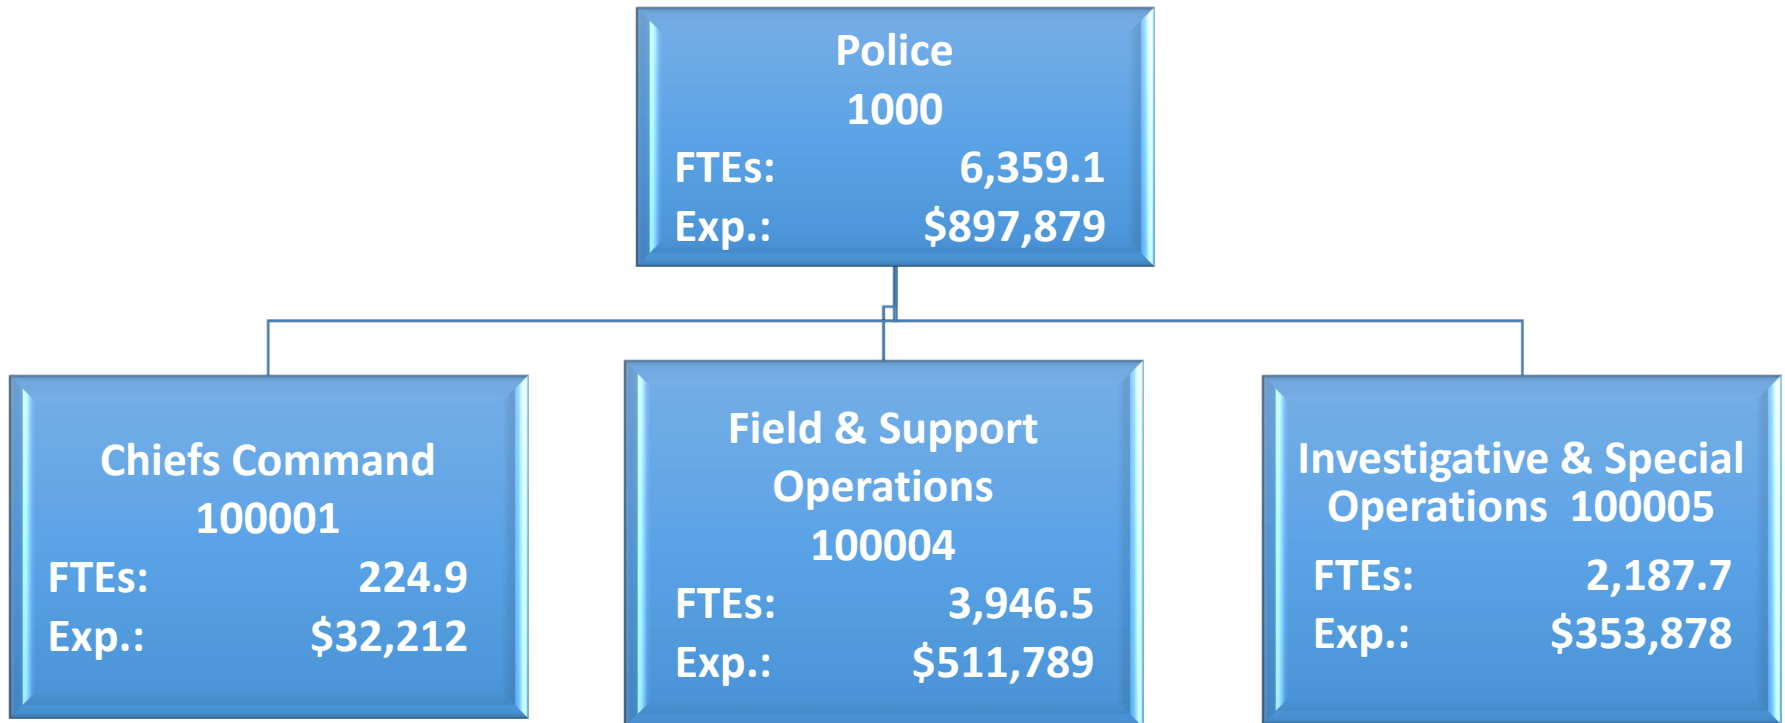 Police
1000
FTEs: 6,359.1
Exp.: $897,879
Chiefs Command
100001
FTEs: 224.9
Exp.: $32,212
Field & Support
Operations
100004
FTEs: 3,946.5
Exp.: $511,789
Investigative & Special
Operations 100005
FTEs: 2,187.7
Exp.: $353,878